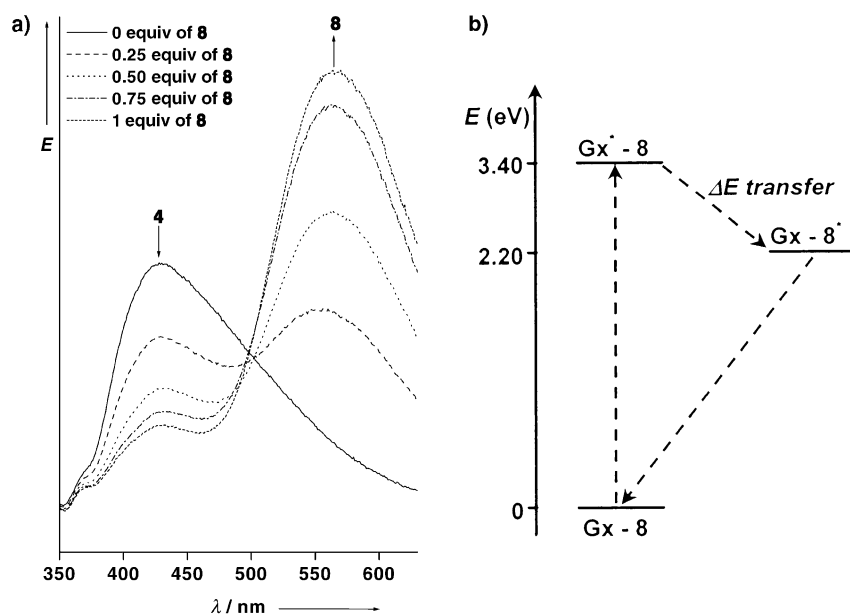 a)
0 equiv of 8
0.25 equiv of 8
0.50 equiv of 8
0.75 equiv of 8
1 equiv of 8
E
4
8
350 400 450 500 550 600
λ / nm
b)
E (eV)
Gx* - 8
3.40
ΔE transfer
Gx - 8*
2.20
0
Gx - 8